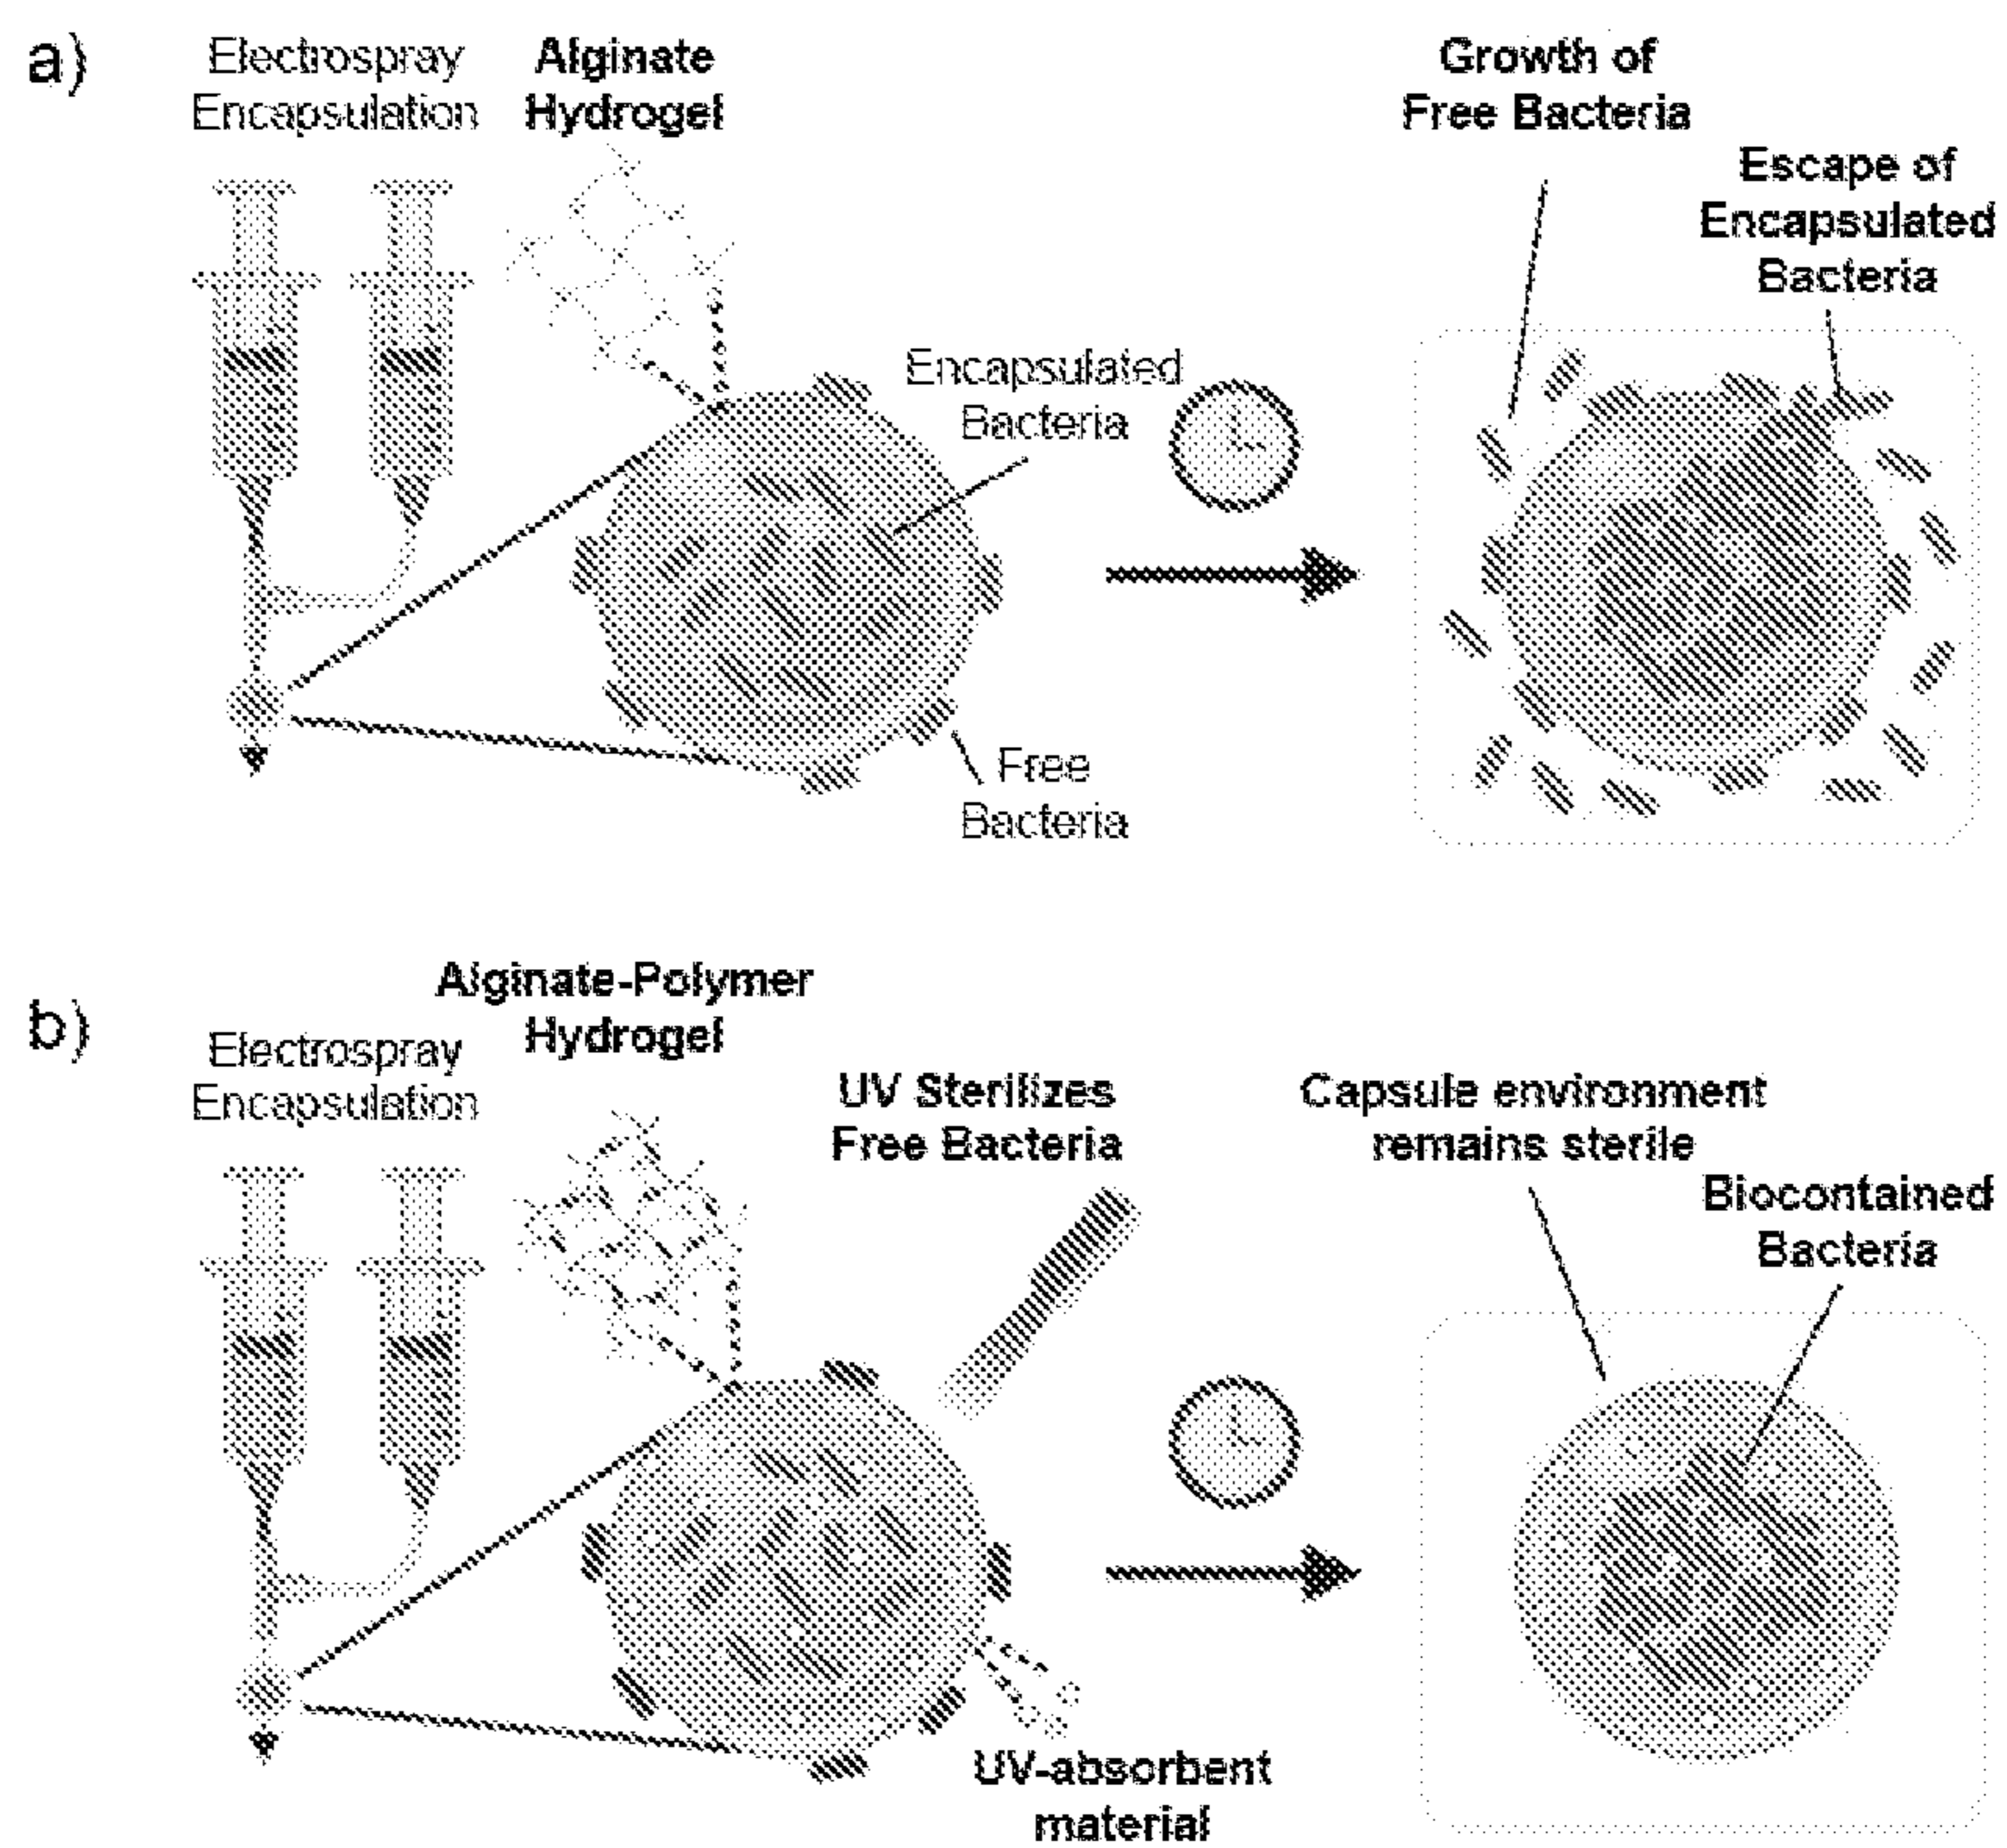 a)
Electrospray
Encapsulation
Alginate
Hydrogel
Growth of
Free Bacteria
Escape of
Encapsulated
Bacteria
Encapsulated
Bacteria
Free
Bacteria
b)
Electrospray
Encapsulation
Alginate-Polymer
Hydrogel
UV Sterilizes
Free Bacteria
Capsule environment
remains sterile
Biocontained
Bacteria
UV-absorbent
material